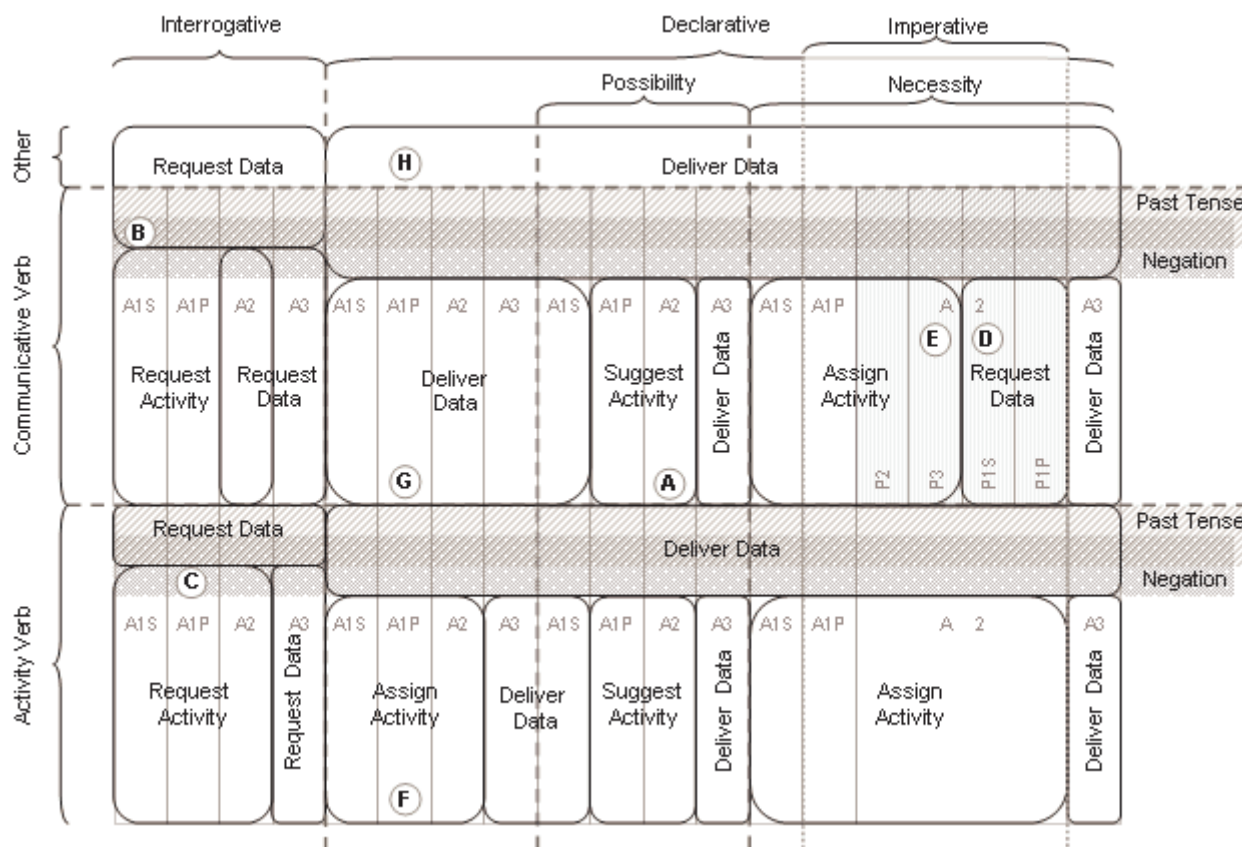 Interrogative
Declarative
Imperative
Possibility
Necessity
Other
Request Data
H
Deliver Data
Past Tense
B
Negation
Communicative Verb
A1S A1P A2 A3 A1S A1P A2 A3 A1S A1P A2 A3 A1S A1P A 2 A3
E D
Request
Activity
Request
Data
Deliver
Data
Suggest
Activity
Deliver Data
Assign
Activity
Request
Data
Deliver Data
G
A
P2
P3
P1S
P1P
Request Data
Past Tense
Deliver Data
C
Negation
Activity Verb
A1S A1P A2 A3 A1S A1P A2 A3 A1S A1P A2 A3 A1S A1P A 2 A3
Request
Activity
Request Data
Assign
Activity
Deliver
Data
Suggest
Activity
Deliver Data
Assign
Activity
Deliver Data
F